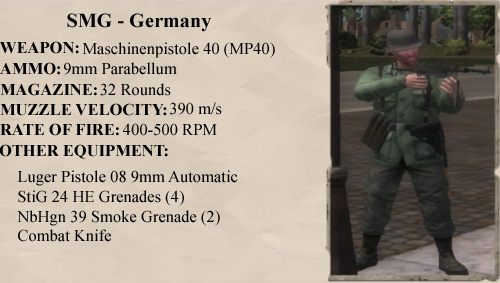 SMG - Germany
WEAPON: Maschinenpistole 40 (MP40)
AMMO: 9mm Parabellum
MAGAZINE: 32 Rounds
MUZZLE VELOCITY: 390 m/s
RATE OF FIRE: 400-500 RPM
OTHER EQUIPMENT:
Luger Pistole 08 9mm Automatic
StiG 24 HE Grenades (4)
NbHgn 39 Smoke Grenade (2)
Combat Knife